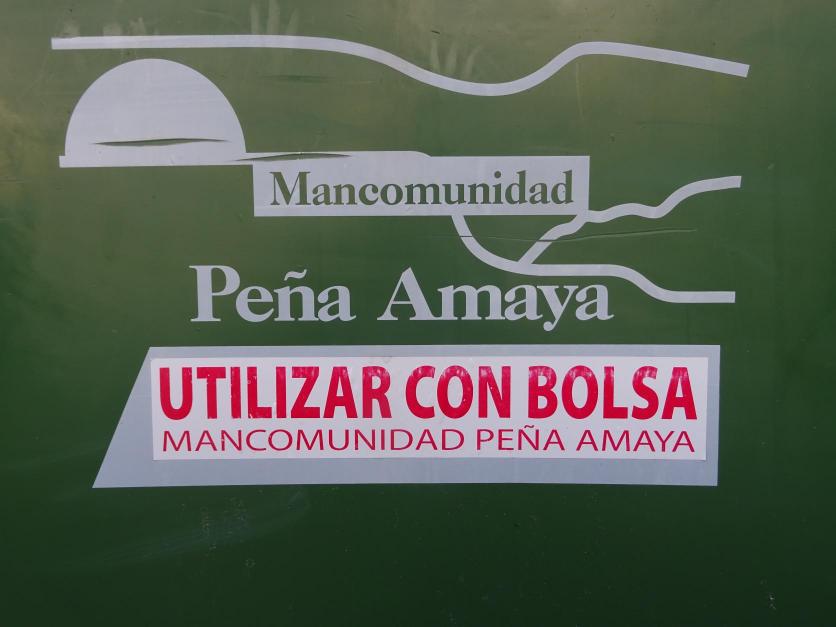 Mancomunidad
Peña Amaya
UTILIZAR CON BOLSA
MANCOMUNIDAD PEÑA AMAYA